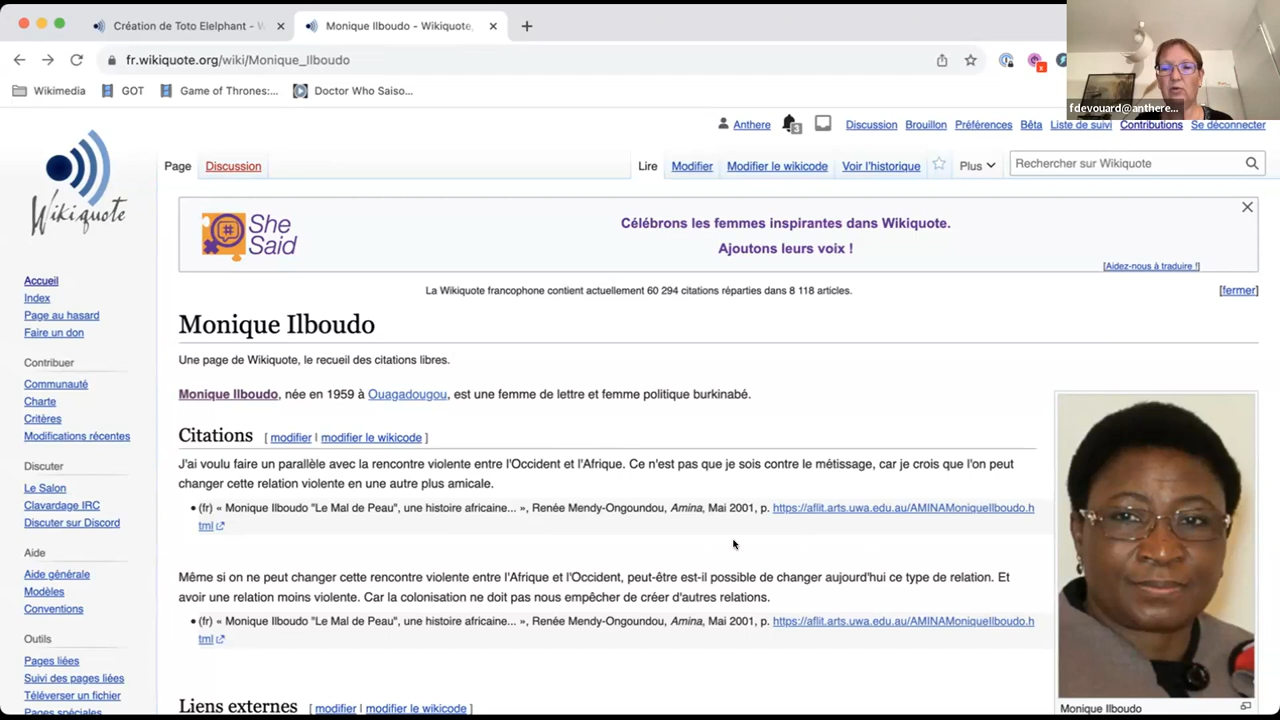 Création de Toto Elelphant - W
Monique Ilboudo - Wikiquote,
fr.wikiquote.org/wiki/Monique_Ilboudo
Wikimedia
GOT
Game of Thrones:...
Doctor Who Saiso...
fdevouard@anthere...
Anthere
3
Discussion
Brouillon
Préférences
Bêta
Liste de suivi
Contributions
Se déconnecter
Wikiquote
Page
Discussion
Lire
Modifier
Modifier le wikicode
Voir l'historique
Plus
Rechercher sur Wikiquote
She
Said
Célébrons les femmes inspirantes dans Wikiquote.
Ajoutons leurs voix !
[Aidez-nous à traduire !]
La Wikiquote francophone contient actuellement 60 294 citations réparties dans 8 118 articles.
[fermer]
Accueil
Index
Page au hasard
Faire un don
Contribuer
Communauté
Charte
Critères
Modifications récentes
Discuter
Le Salon
Clavardage IRC
Discuter sur Discord
Aide
Aide générale
Modèles
Conventions
Outils
Pages liées
Suivi des pages liées
Téléverser un fichier
Pages spéciales
Monique Ilboudo
Une page de Wikiquote, le recueil des citations libres.
Monique Ilboudo, née en 1959 à Ouagadougou, est une femme de lettre et femme politique burkinabé.
Citations [ modifier | modifier le wikicode ]
J'ai voulu faire un parallèle avec la rencontre violente entre l'Occident et l'Afrique. Ce n'est pas que je sois contre le métissage, car je crois que l'on peut
changer cette relation violente en une autre plus amicale.
• (fr) « Monique Ilboudo "Le Mal de Peau", une histoire africaine... », Renée Mendy-Ongoundou, Amina, Mai 2001, p. https://aflit.arts.uwa.edu.au/AMINAMoniqueIlboudo.h
tml
Même si on ne peut changer cette rencontre violente entre l'Afrique et l'Occident, peut-être est-il possible de changer aujourd'hui ce type de relation. Et
avoir une relation moins violente. Car la colonisation ne doit pas nous empêcher de créer d'autres relations.
• (fr) « Monique Ilboudo "Le Mal de Peau", une histoire africaine... », Renée Mendy-Ongoundou, Amina, Mai 2001, p. https://aflit.arts.uwa.edu.au/AMINAMoniqueIlboudo.h
tml
Liens externes [ modifier | modifier le wikicode ]
Monique Ilboudo